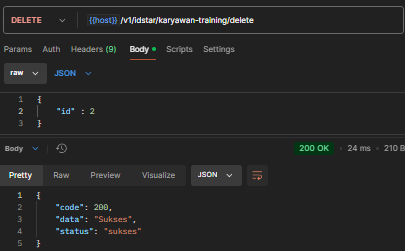 DELETE {{host}} /v1/idstar/karyawan-training/delete
Params Auth Headers (9) Body Scripts Settings
raw JSON
1 {
2 "id" : 2
3 }
Body 200 OK · 24 ms · 210 B
Pretty Raw Preview Visualize JSON
1 {
2 "code": 200,
3 "data": "Sukses",
4 "status": "sukses"
5 }